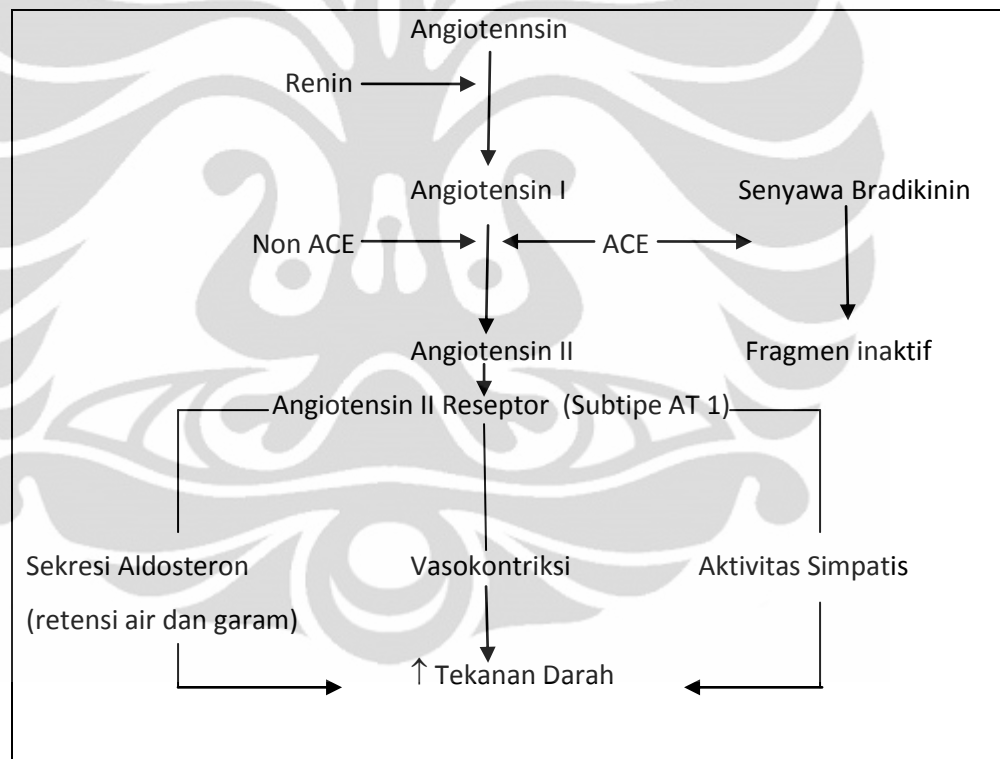 Angiotennsin
Renin
Angiotensin I
Senyawa Bradikinin
Non ACE
ACE
Angiotensin II
Fragmen inaktif
Angiotensin II Reseptor (Subtipe AT 1)
Sekresi Aldosteron
Vasokontriksi
Aktivitas Simpatis
(retensi air dan garam)
↑ Tekanan Darah